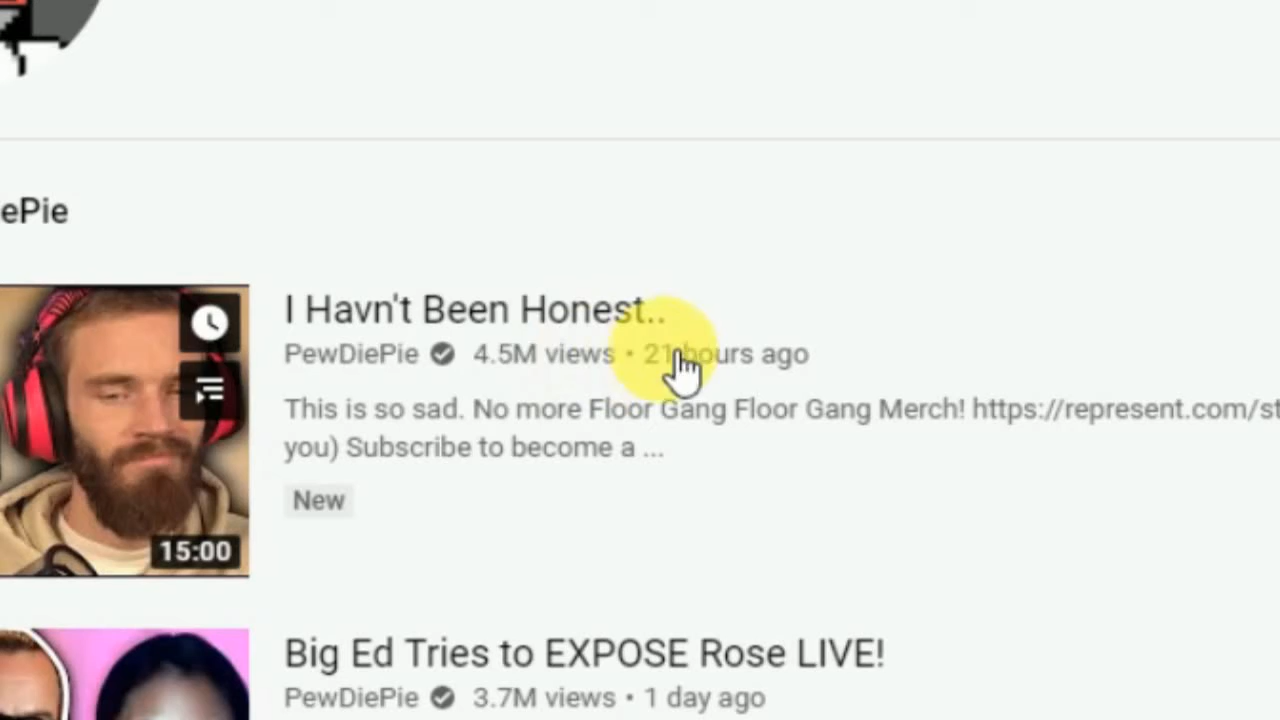 ePie
I Havn't Been Honest..
PewDiePie 4.5M views • 21 hours ago
This is so sad. No more Floor Gang Floor Gang Merch! https://represent.com/st
you) Subscribe to become a ...
New
15:00
Big Ed Tries to EXPOSE Rose LIVE!
PewDiePie 3.7M views • 1 day ago